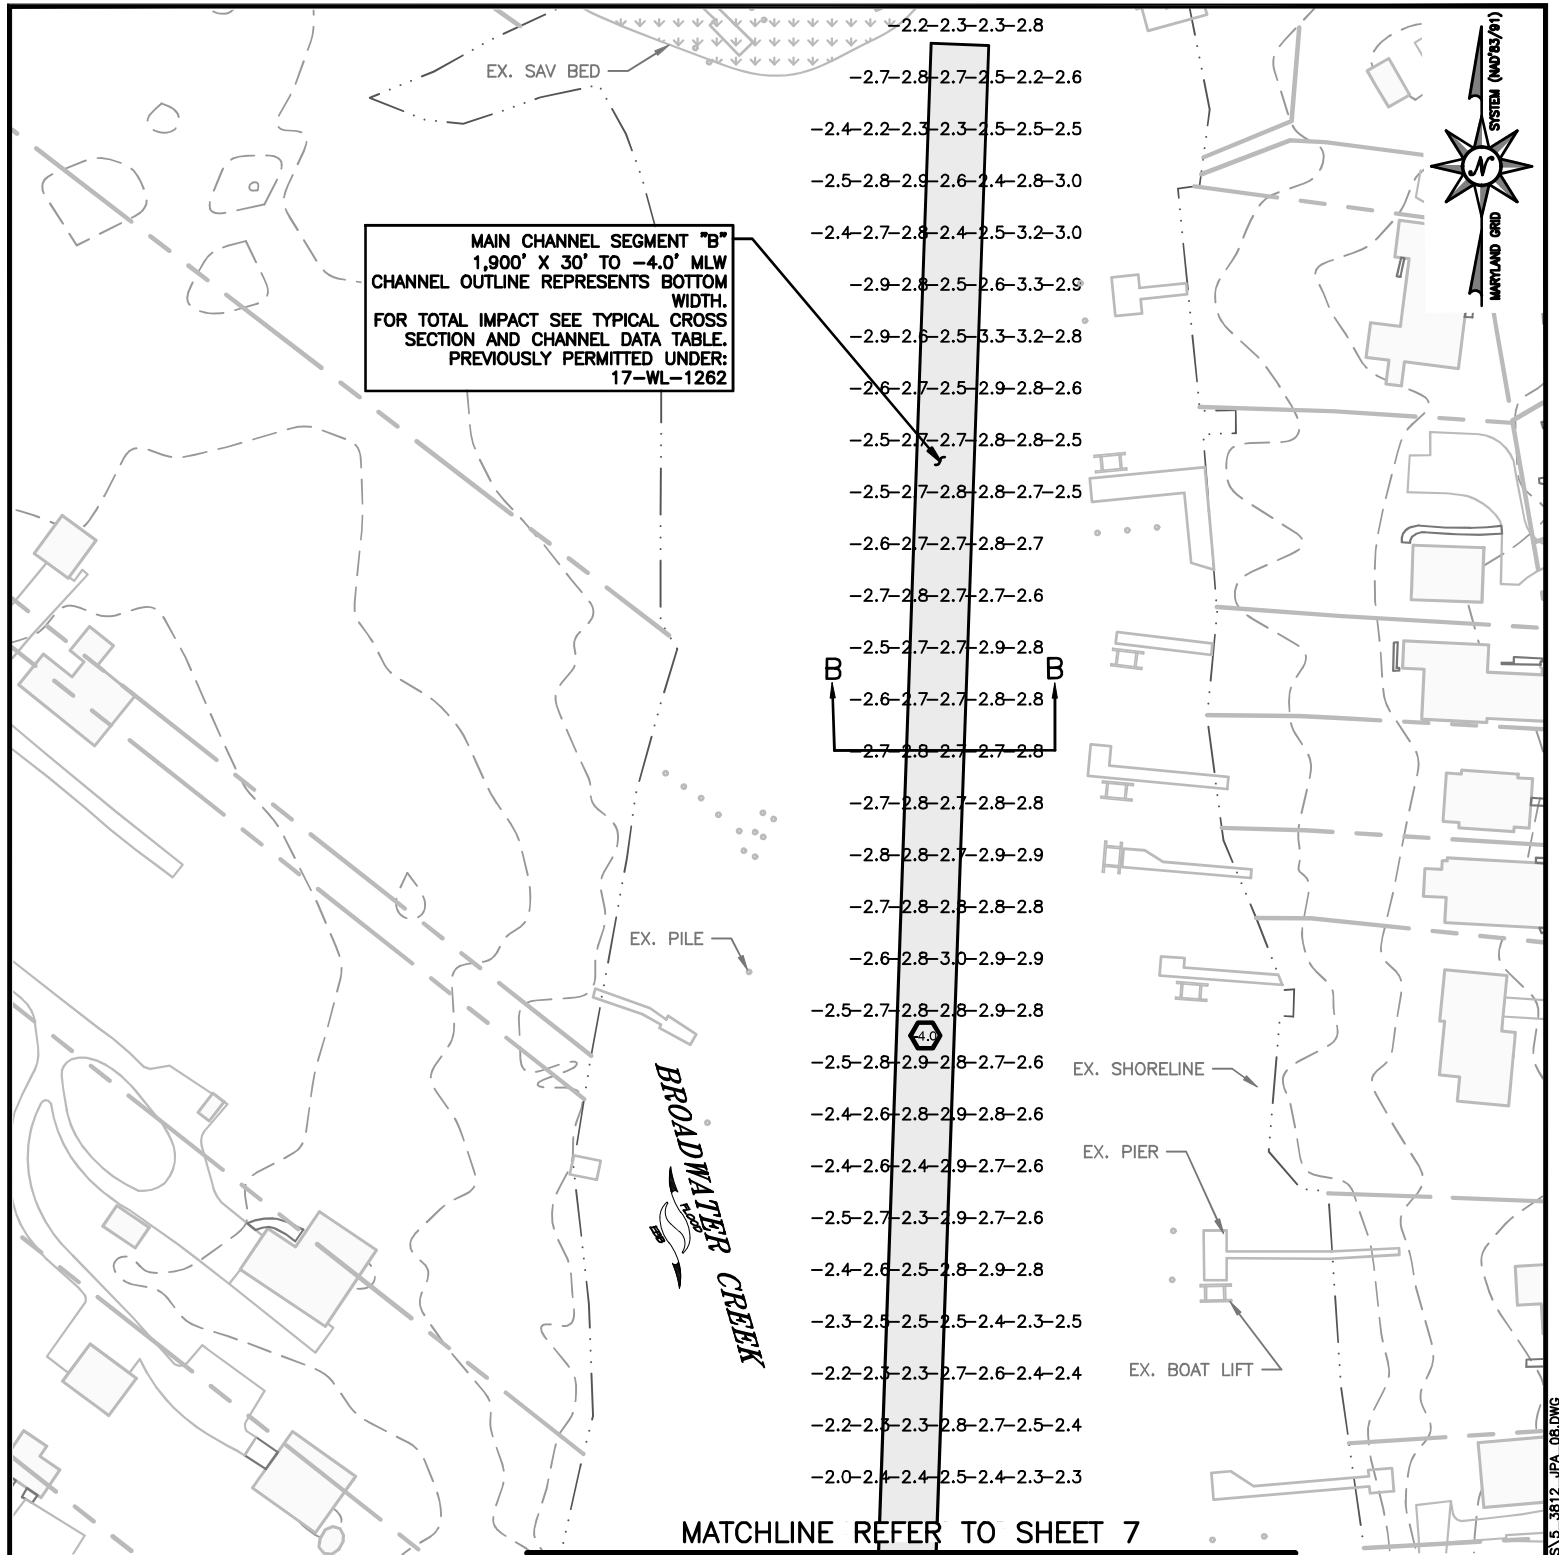 -2.2-2.3-2.3-2.8
EX. SAV BED
-2.7-2.8-2.7-2.5-2.2-2.6
-2.4-2.2-2.3-2.3-2.5-2.5-2.5
-2.5-2.8-2.9-2.6-2.4-2.8-3.0
-2.4-2.7-2.8-2.4-2.5-3.2-3.0
-2.9-2.8-2.5-2.6-3.3-2.9
-2.9-2.6-2.5-3.3-3.2-2.8
-2.6-2.7-2.5-2.9-2.8-2.6
-2.5-2.7-2.7-2.8-2.8-2.5
-2.5-2.7-2.8-2.8-2.7-2.5
-2.6-2.7-2.7-2.8-2.7
-2.7-2.8-2.7-2.7-2.6
-2.5-2.7-2.7-2.9-2.8
B B
-2.6-2.7-2.7-2.8-2.8
-2.7-2.8-2.7-2.7-2.8
-2.7-2.8-2.7-2.8-2.8
-2.8-2.8-2.7-2.9-2.9
-2.7-2.8-2.8-2.8-2.8
-2.6-2.8-3.0-2.9-2.9
-2.5-2.7-2.8-2.8-2.9-2.8
-4.0
-2.5-2.8-2.9-2.8-2.7-2.6
-2.4-2.6-2.8-2.9-2.8-2.6
-2.4-2.6-2.4-2.9-2.7-2.6
-2.5-2.7-2.3-2.9-2.7-2.6
-2.4-2.6-2.5-2.8-2.9-2.8
-2.3-2.5-2.5-2.5-2.4-2.3-2.5
-2.2-2.3-2.3-2.7-2.6-2.4-2.4
-2.2-2.3-2.3-2.8-2.7-2.5-2.4
-2.0-2.4-2.4-2.5-2.4-2.3-2.3
MAIN CHANNEL SEGMENT "B"
1,900' X 30' TO -4.0' MLW
CHANNEL OUTLINE REPRESENTS BOTTOM
WIDTH.
FOR TOTAL IMPACT SEE TYPICAL CROSS
SECTION AND CHANNEL DATA TABLE.
PREVIOUSLY PERMITTED UNDER:
17-WL-1262
MARYLAND GRID N SYSTEM (NAD'83/91)
EX. PILE
BROADWATER CREEK
FLOOD
EBB
EX. SHORELINE
EX. PIER
EX. BOAT LIFT
MATCHLINE REFER TO SHEET 7
S\5_3812_JPA_08.DWG